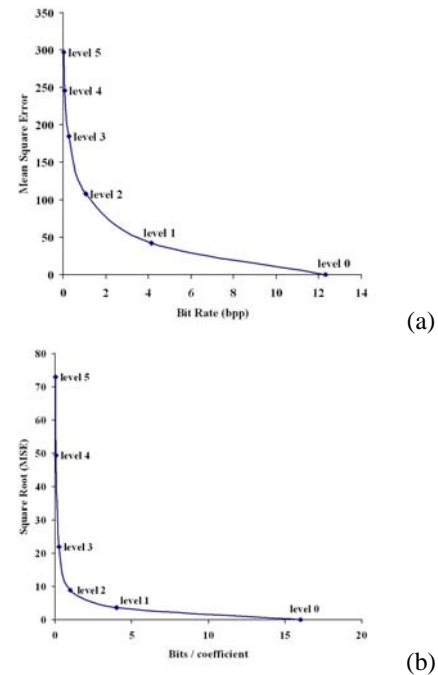 300
level 5
250
level 4
200
level 3
150
level 2
100
level 1
50
level 0
0
0 2 4 6 8 10 12 14
Mean Square Error
Bit Rate (bpp)
(a)
80
level 5
70
60
50
level 4
40
30
level 3
20
10
level 2
level 1
level 0
0
0 5 10 15 20
Square Root (MSE)
Bits / coefficient
(b)